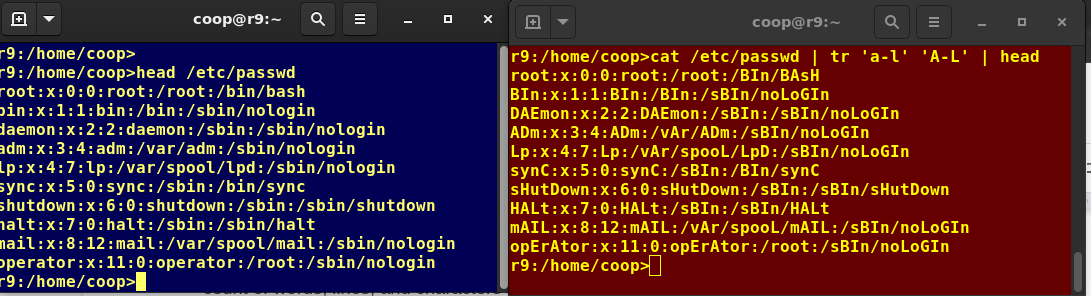 coop@r9:~
r9:/home/coop>
r9:/home/coop>head /etc/passwd
root:x:0:0:root:/root:/bin/bash
bin:x:1:1:bin:/bin:/sbin/nologin
daemon:x:2:2:daemon:/sbin:/sbin/nologin
adm:x:3:4:adm:/var/adm:/sbin/nologin
lp:x:4:7:lp:/var/spool/lpd:/sbin/nologin
sync:x:5:0:sync:/sbin:/bin/sync
shutdown:x:6:0:shutdown:/sbin:/sbin/shutdown
halt:x:7:0:halt:/sbin:/sbin/halt
mail:x:8:12:mail:/var/spool/mail:/sbin/nologin
operator:x:11:0:operator:/root:/sbin/nologin
r9:/home/coop>
coop@r9:~
r9:/home/coop>cat /etc/passwd | tr 'a-l' 'A-L' | head
root:x:0:0:root:/root:/BIn/BAsH
BIn:x:1:1:BIn:/BIn:/sBIn/noLoGIn
DAEmon:x:2:2:DAEmon:/sBIn:/sBIn/noLoGIn
ADm:x:3:4:ADm:/vAr/ADm:/sBIn/noLoGIn
Lp:x:4:7:Lp:/vAr/spooL/LpD:/sBIn/noLoGIn
synC:x:5:0:synC:/sBIn:/BIn/synC
sHutDown:x:6:0:sHutDown:/sBIn:/sBIn/sHutDown
HALt:x:7:0:HALt:/sBIn:/sBIn/HALt
mAIL:x:8:12:mAIL:/vAr/spooL/mAIL:/sBIn/noLoGIn
opErAtor:x:11:0:opErAtor:/root:/sBIn/noLoGIn
r9:/home/coop>